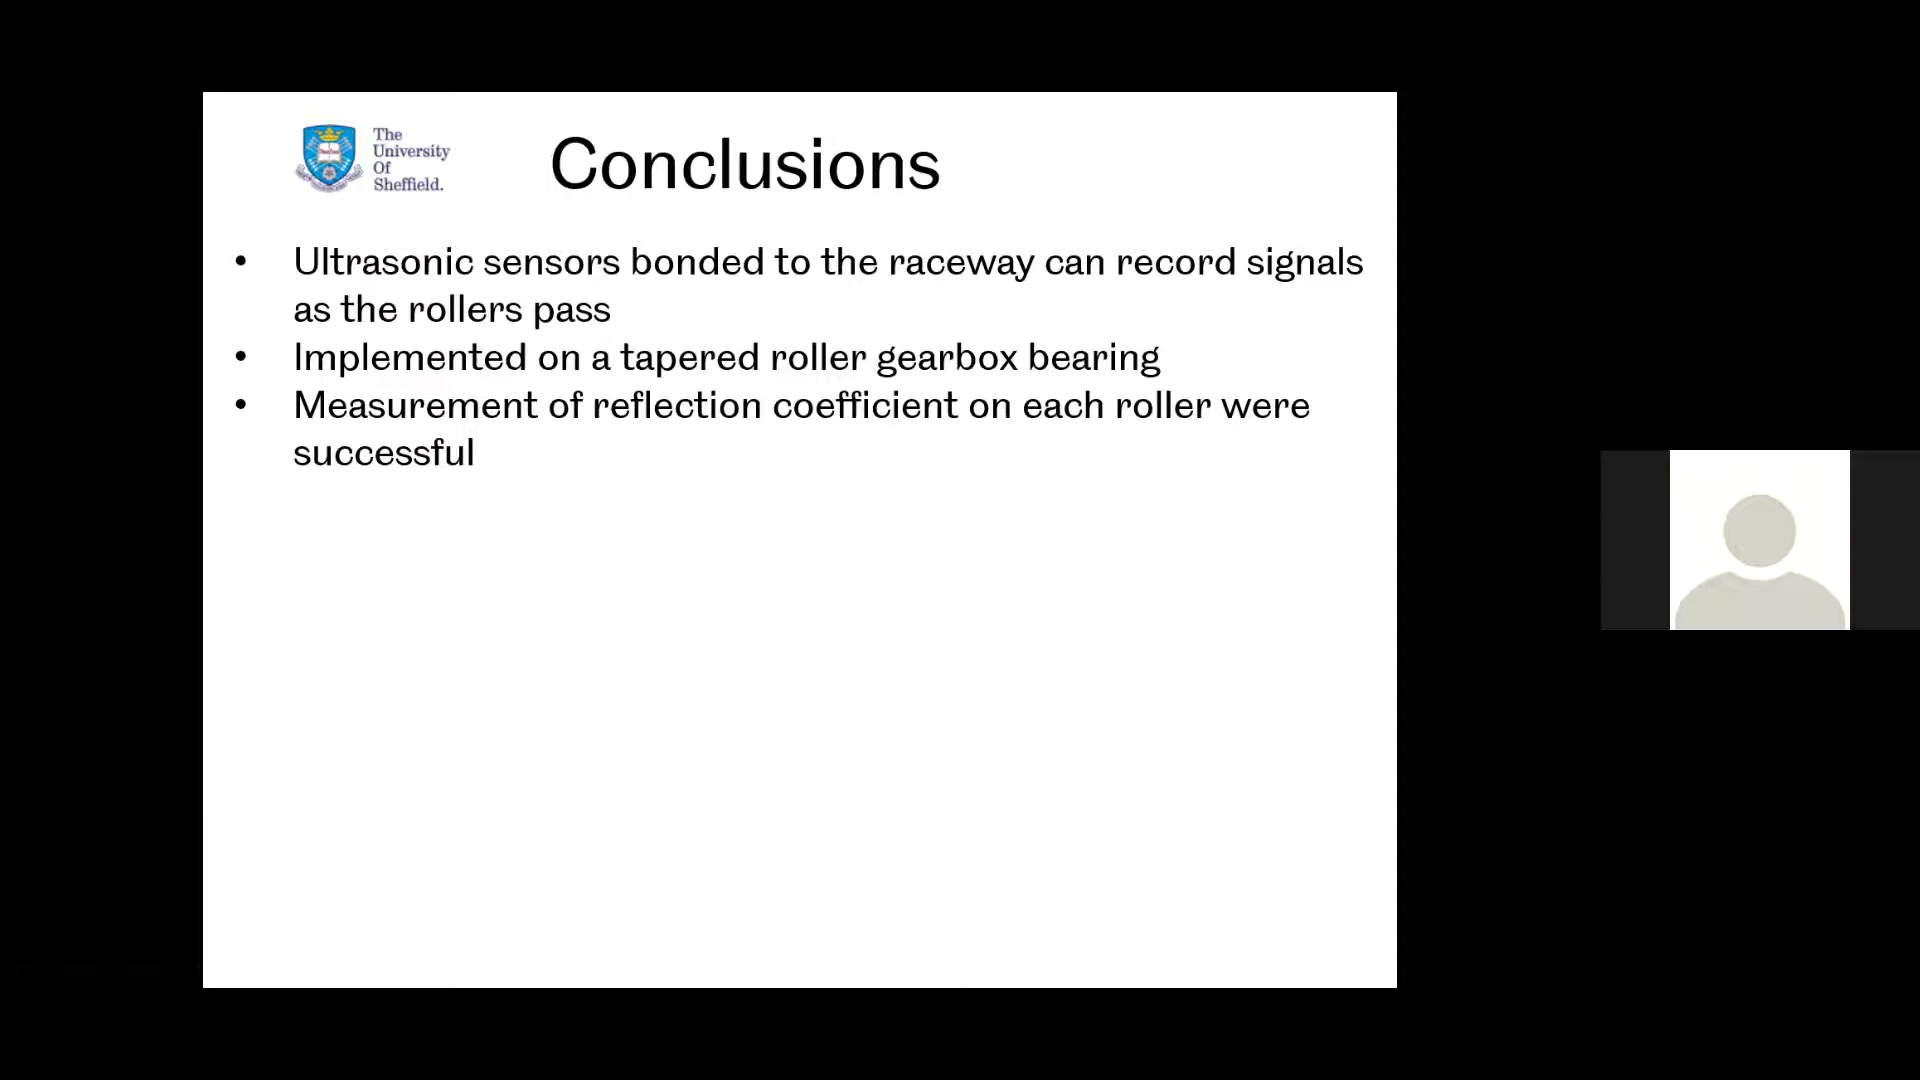 The
University
Of
Sheffield.
Conclusions
• Ultrasonic sensors bonded to the raceway can record signals
as the rollers pass
• Implemented on a tapered roller gearbox bearing
• Measurement of reflection coefficient on each roller were
successful